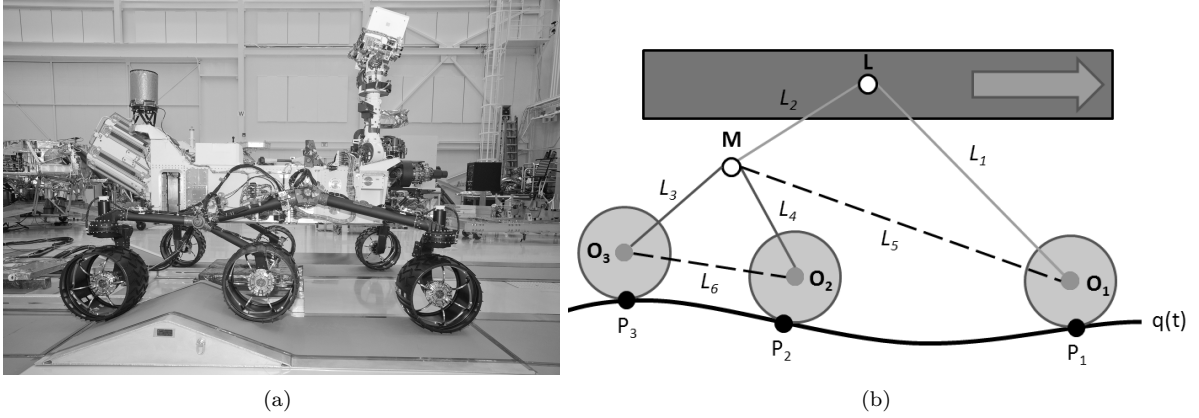 L
L₂
M
L₁
L₃
L₄
L₅
O₃
O₂
O₁
L₆
q(t)
P₃
P₂
P₁
(a)
(b)